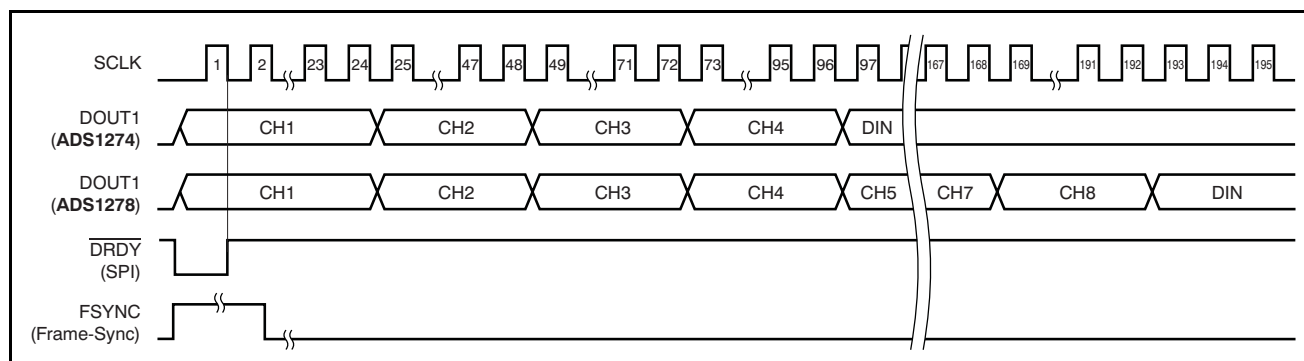 SCLK
1 2 23 24 25 47 48 49 71 72 73 95 96 97 167 168 169 191 192 193 194 195
DOUT1
(ADS1274)
CH1 CH2 CH3 CH4 DIN
DOUT1
(ADS1278)
CH1 CH2 CH3 CH4 CH5 CH7 CH8 DIN
DRDY
(SPI)
FSYNC
(Frame-Sync)